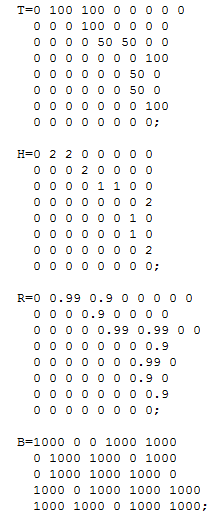 T=0 100 100 0 0 0 0 0
0 0 0 100 0 0 0 0
0 0 0 0 50 50 0 0
0 0 0 0 0 0 0 100
0 0 0 0 0 0 50 0
0 0 0 0 0 0 50 0
0 0 0 0 0 0 0 100
0 0 0 0 0 0 0 0;
H=0 2 2 0 0 0 0 0
0 0 0 2 0 0 0 0
0 0 0 0 1 1 0 0
0 0 0 0 0 0 0 2
0 0 0 0 0 0 1 0
0 0 0 0 0 0 1 0
0 0 0 0 0 0 0 2
0 0 0 0 0 0 0 0;
R=0 0.99 0.9 0 0 0 0 0
0 0 0 0.9 0 0 0 0
0 0 0 0 0.99 0.99 0 0
0 0 0 0 0 0 0 0.9
0 0 0 0 0 0 0.99 0
0 0 0 0 0 0 0.9 0
0 0 0 0 0 0 0 0.9
0 0 0 0 0 0 0 0;
B=1000 0 0 1000 1000
0 1000 1000 0 1000
0 1000 1000 1000 0
1000 0 1000 1000 1000
1000 1000 0 1000 1000;